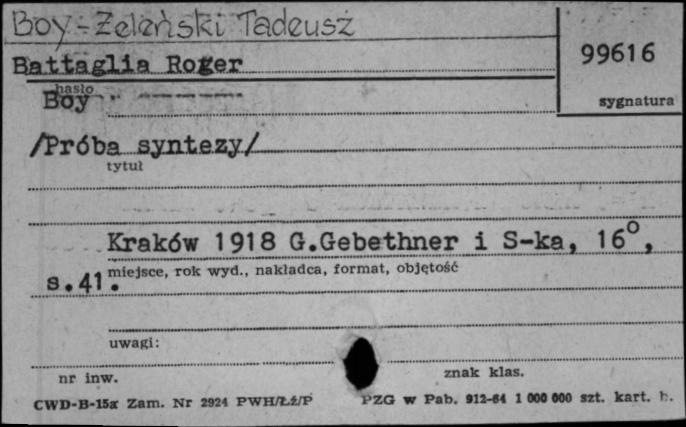 Boy-Żeleński Tadeusz
Battaglia Roger
99616
hasło
sygnatura
Boy
/Próba syntezy/
tytuł
Kraków 1918 G.Gebethner i S-ka, 16°,
miejsce, rok wyd., nakładca, format, objętość
s.41.
uwagi:
nr inw.
znak klas.
CWD-B-15a Zam. Nr 2924 PWH/Łź/P PZG w Pab. 912-64 1 000 000 szt. kart. b.